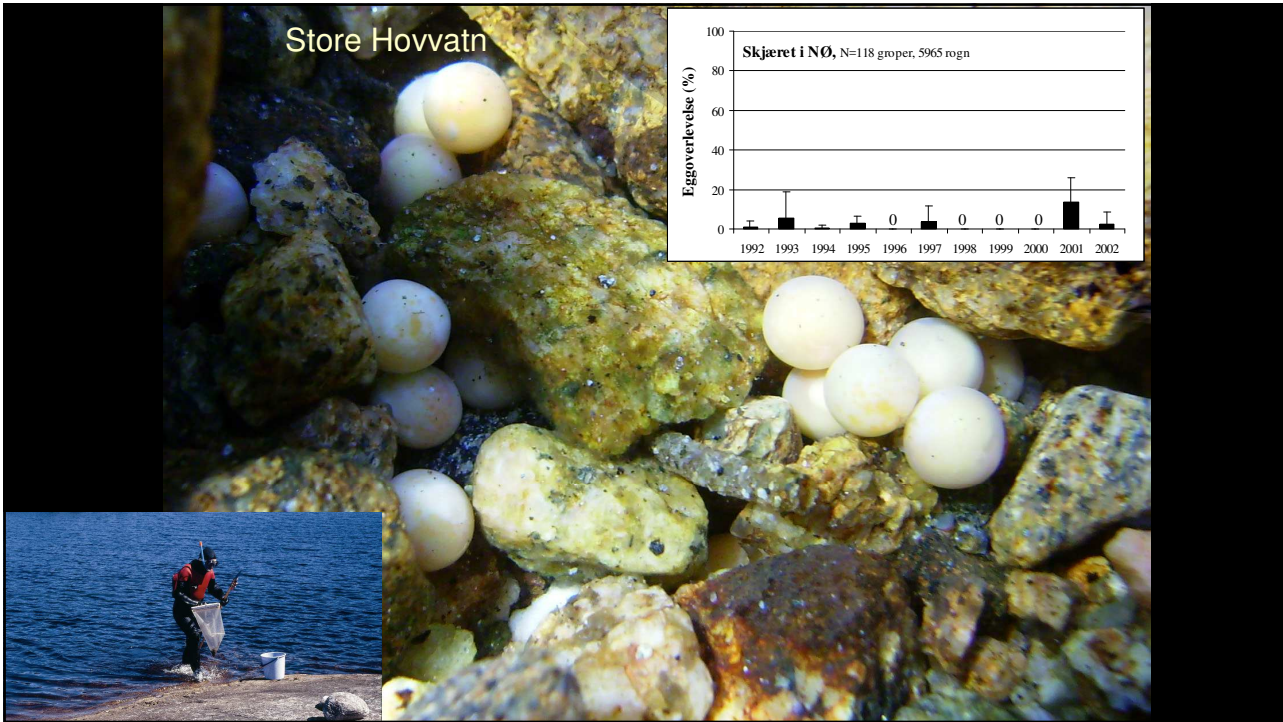 Store Hovvatn
Skjæret i NØ, N=118 groper, 5965 rogn
Eggoverlevelse (%)
100
80
60
40
20
0
0 0 0 0
1992 1993 1994 1995 1996 1997 1998 1999 2000 2001 2002